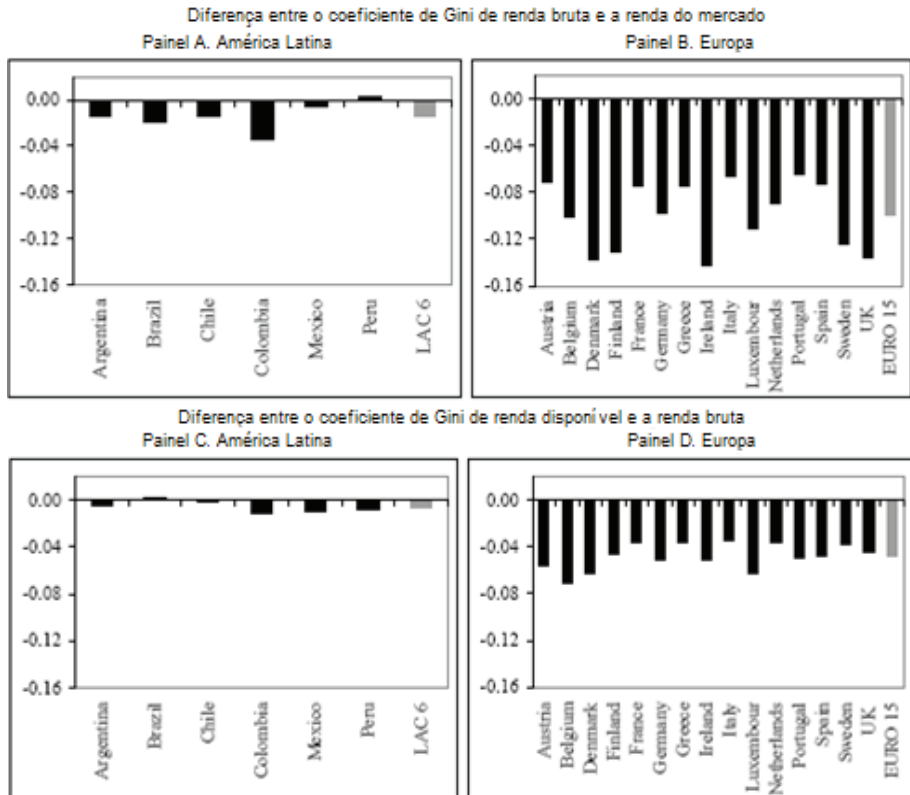 Diferença entre o coeficiente de Gini de renda bruta e a renda do mercado
Painel A. América Latina
0.00
-0.04
-0.08
-0.12
-0.16
Argentina
Brazil
Chile
Colombia
Mexico
Peru
LAC 6
Painel B. Europa
0.00
-0.04
-0.08
-0.12
-0.16
Austria
Belgium
Denmark
Finland
France
Germany
Greece
Ireland
Italy
Luxembour
Netherlands
Portugal
Spain
Sweden
UK
EURO 15
Diferença entre o coeficiente de Gini de renda disponível e a renda bruta
Painel C. América Latina
0.00
-0.04
-0.08
-0.12
-0.16
Argentina
Brazil
Chile
Colombia
Mexico
Peru
LAC 6
Painel D. Europa
0.00
-0.04
-0.08
-0.12
-0.16
Austria
Belgium
Denmark
Finland
France
Germany
Greece
Ireland
Italy
Luxembour
Netherlands
Portugal
Spain
Sweden
UK
EURO 15